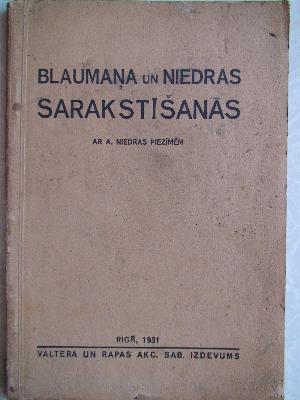 BLAUMAŅA UN NIEDRAS
SARAKSTĪŠANĀS
AR A. NIEDRAS PIEZĪMĒM
RIGĀ, 1931
VALTERA UN RAPAS AKC. SAB. IZDEVUMS